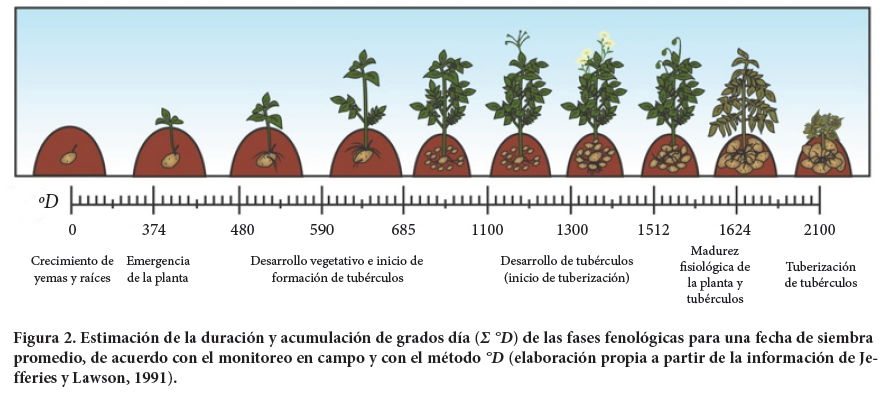 ºD
0 374 480 590 685 1100 1300 1512 1624 2100
Crecimiento de
yemas y raíces
Emergencia
de la planta
Desarrollo vegetativo e inicio de
formación de tubérculos
Desarrollo de tubérculos
(inicio de tuberización)
Madurez
fisiológica de
la planta y
tubérculos
Tuberización
de tubérculos
Figura 2. Estimación de la duración y acumulación de grados día (Σ ºD) de las fases fenológicas para una fecha de siembra
promedio, de acuerdo con el monitoreo en campo y con el método ºD (elaboración propia a partir de la información de Je-
fferies y Lawson, 1991).